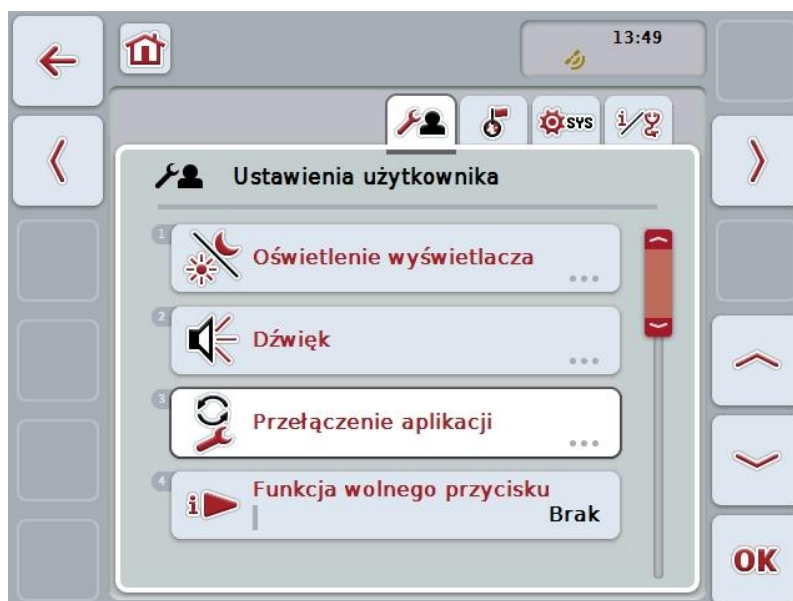 13:49
SYS
i
Ustawienia użytkownika
1
Oświetlenie wyświetlacza
2
Dźwięk
3
Przełączenie aplikacji
4
Funkcja wolnego przycisku
i
Brak
OK